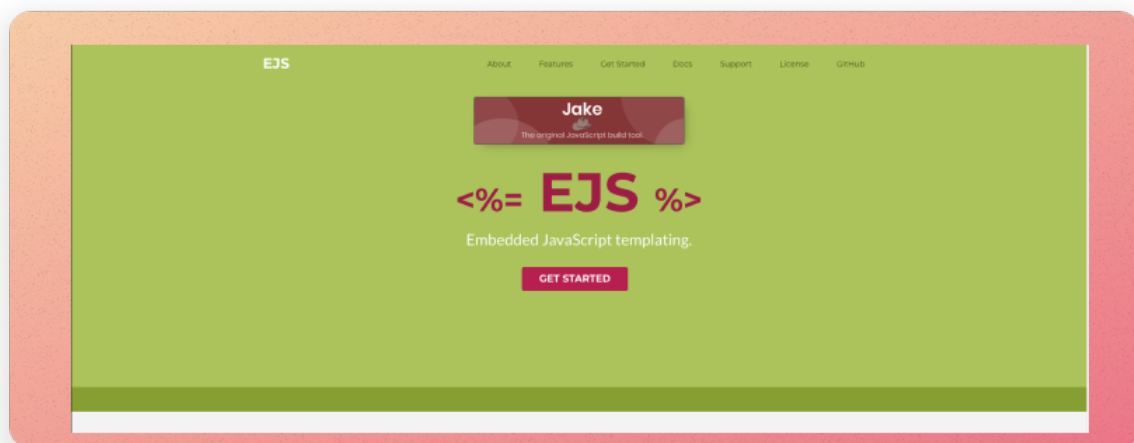 EJS About Features Get Started Docs Support License GitHub
Jake
The original JavaScript build tool.
<%= EJS %>
Embedded JavaScript templating.
GET STARTED